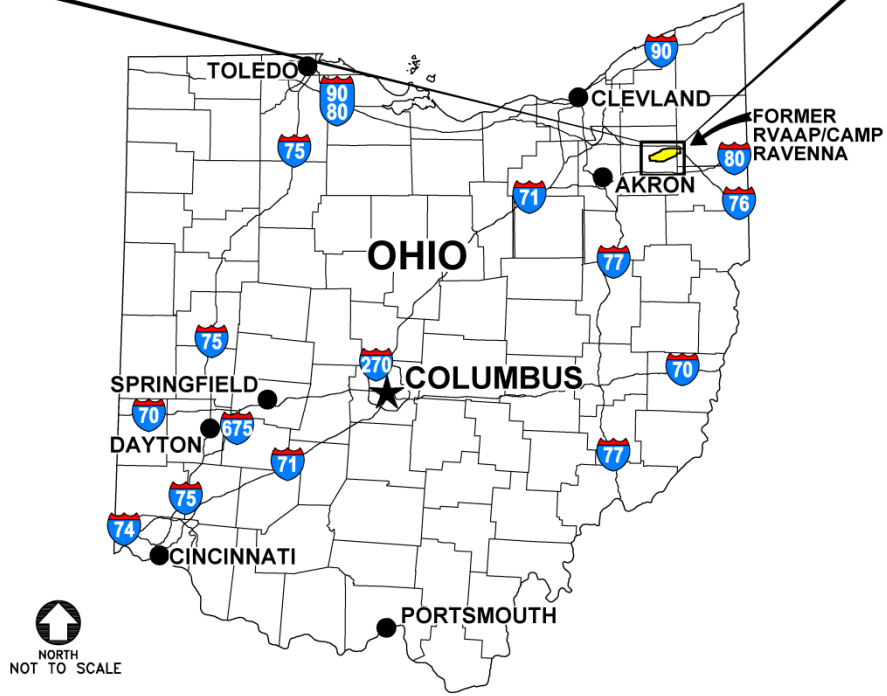 90
TOLEDO
90
80
CLEVLAND
FORMER
RVAAP/CAMP
RAVENNA
75
80
AKRON
71
76
OHIO
77
75
270
70
COLUMBUS
SPRINGFIELD
70
675
DAYTON
71
77
75
74
CINCINNATI
PORTSMOUTH
NORTH
NOT TO SCALE